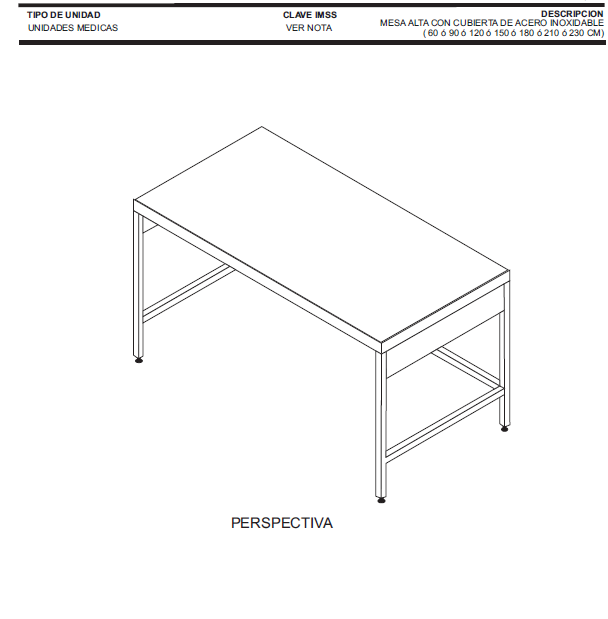 TIPO DE UNIDAD
UNIDADES MEDICAS
CLAVE IMSS
VER NOTA
DESCRIPCION
MESA ALTA CON CUBIERTA DE ACERO INOXIDABLE
( 60 ó 90 ó 120 ó 150 ó 180 ó 210 ó 230 CM)
PERSPECTIVA